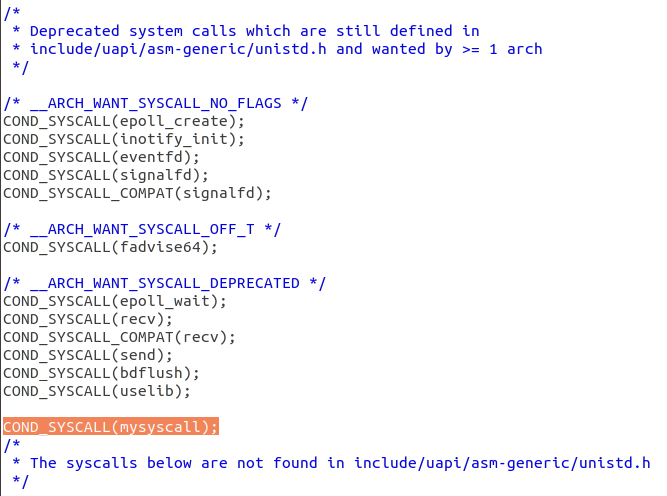 /*
 * Deprecated system calls which are still defined in
 * include/uapi/asm-generic/unistd.h and wanted by >= 1 arch
 */

/* __ARCH_WANT_SYSCALL_NO_FLAGS */
COND_SYSCALL(epoll_create);
COND_SYSCALL(inotify_init);
COND_SYSCALL(eventfd);
COND_SYSCALL(signalfd);
COND_SYSCALL_COMPAT(signalfd);

/* __ARCH_WANT_SYSCALL_OFF_T */
COND_SYSCALL(fadvise64);

/* __ARCH_WANT_SYSCALL_DEPRECATED */
COND_SYSCALL(epoll_wait);
COND_SYSCALL(recv);
COND_SYSCALL_COMPAT(recv);
COND_SYSCALL(send);
COND_SYSCALL(bdflush);
COND_SYSCALL(uselib);

COND_SYSCALL(mysyscall);
/*
 * The syscalls below are not found in include/uapi/asm-generic/unistd.h
 */